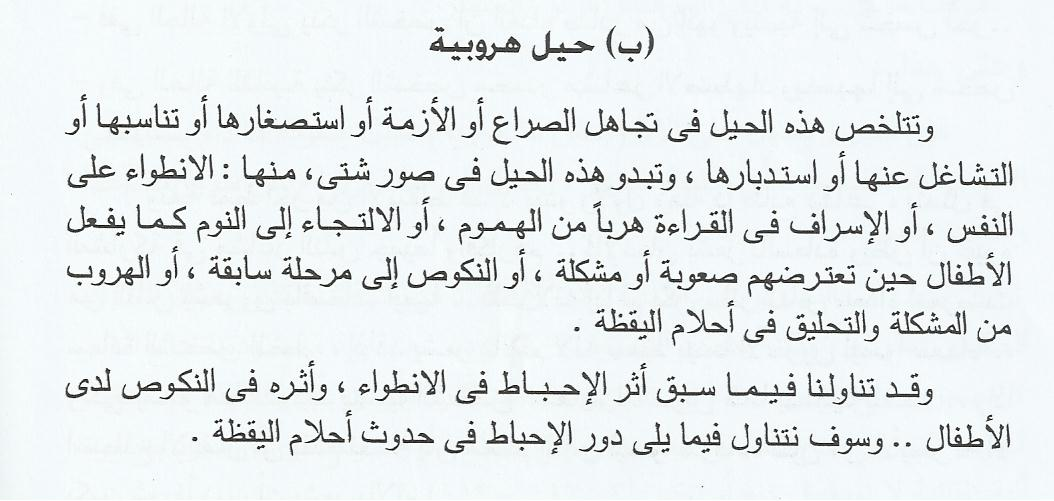 (ب) حيل هروبية
وتتلخص هذه الحيل فى تجاهل الصراع أو الأزمة أو استصغارها أو تناسبها أو
التشاغل عنها أو استدبارها ، وتبدو هذه الحيل فى صور شتى، منها : الانطواء على
النفس ، أو الإسراف فى القراءة هرباً من الهموم ، أو الالتجاء إلى النوم كما يفعل
الأطفال حين تعترضهم صعوبة أو مشكلة ، أو النكوص إلى مرحلة سابقة ، أو الهروب
من المشكلة والتحليق فى أحلام اليقظة .
وقد تناولنا فيما سبق أثر الإحباط فى الانطواء ، وأثره فى النكوص لدى
الأطفال .. وسوف نتناول فيما يلى دور الإحباط فى حدوث أحلام اليقظة .